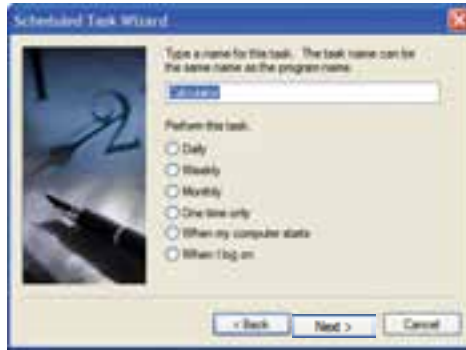 Scheduled Task Wizard
Type a name for this task. The task name can be
the same name as the program name.
Calculator
Perform this task:
Daily
Weekly
Monthly
One time only
When my computer starts
When I log on
< Back
Next >
Cancel